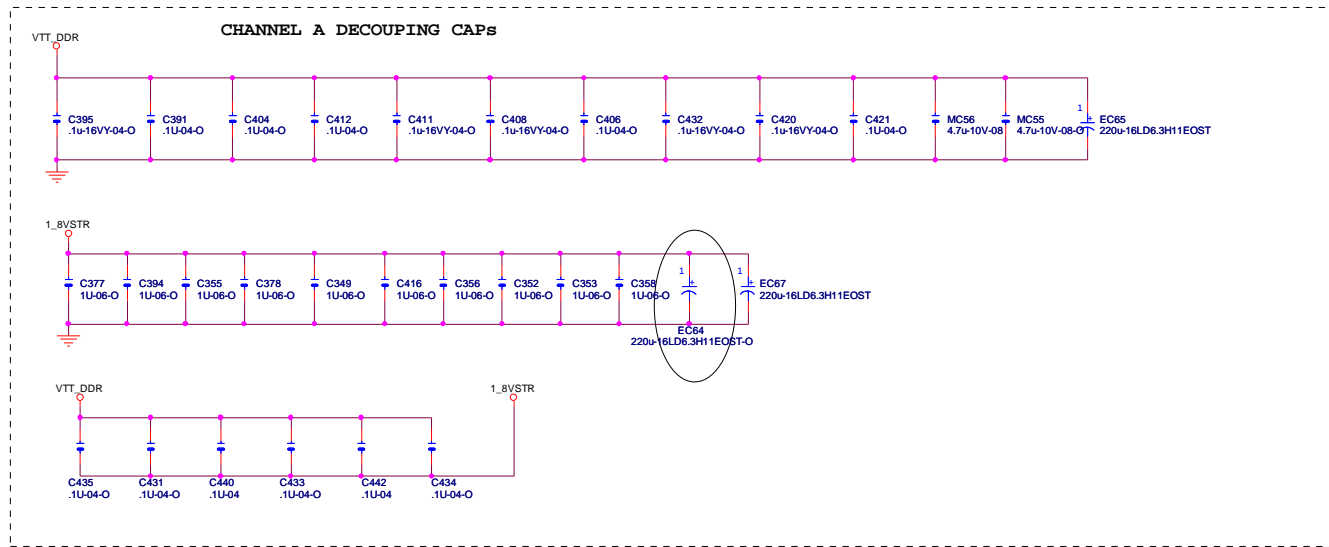 CHANNEL A DECOUPING CAPs
VTT_DDR
C395
.1u-16VY-04-O
C391
.1U-04-O
C404
.1U-04-O
C412
.1U-04-O
C411
.1u-16VY-04-O
C408
.1u-16VY-04-O
C406
.1U-04-O
C432
.1u-16VY-04-O
C420
.1u-16VY-04-O
C421
.1U-04-O
MC56
4.7u-10V-08
MC55
4.7u-10V-08-O
1
+
EC65
220u-16LD6.3H11EOST
1_8VSTR
C377
1U-06-O
C394
1U-06-O
C355
1U-06-O
C378
1U-06-O
C349
1U-06-O
C416
1U-06-O
C356
1U-06-O
C352
1U-06-O
C353
1U-06-O
C358
1U-06-O
1
+
EC64
220u-16LD6.3H11EOST-O
1
+
EC67
220u-16LD6.3H11EOST
VTT_DDR
1_8VSTR
C435
.1U-04-O
C431
.1U-04-O
C440
.1U-04
C433
.1U-04-O
C442
.1U-04
C434
.1U-04-O